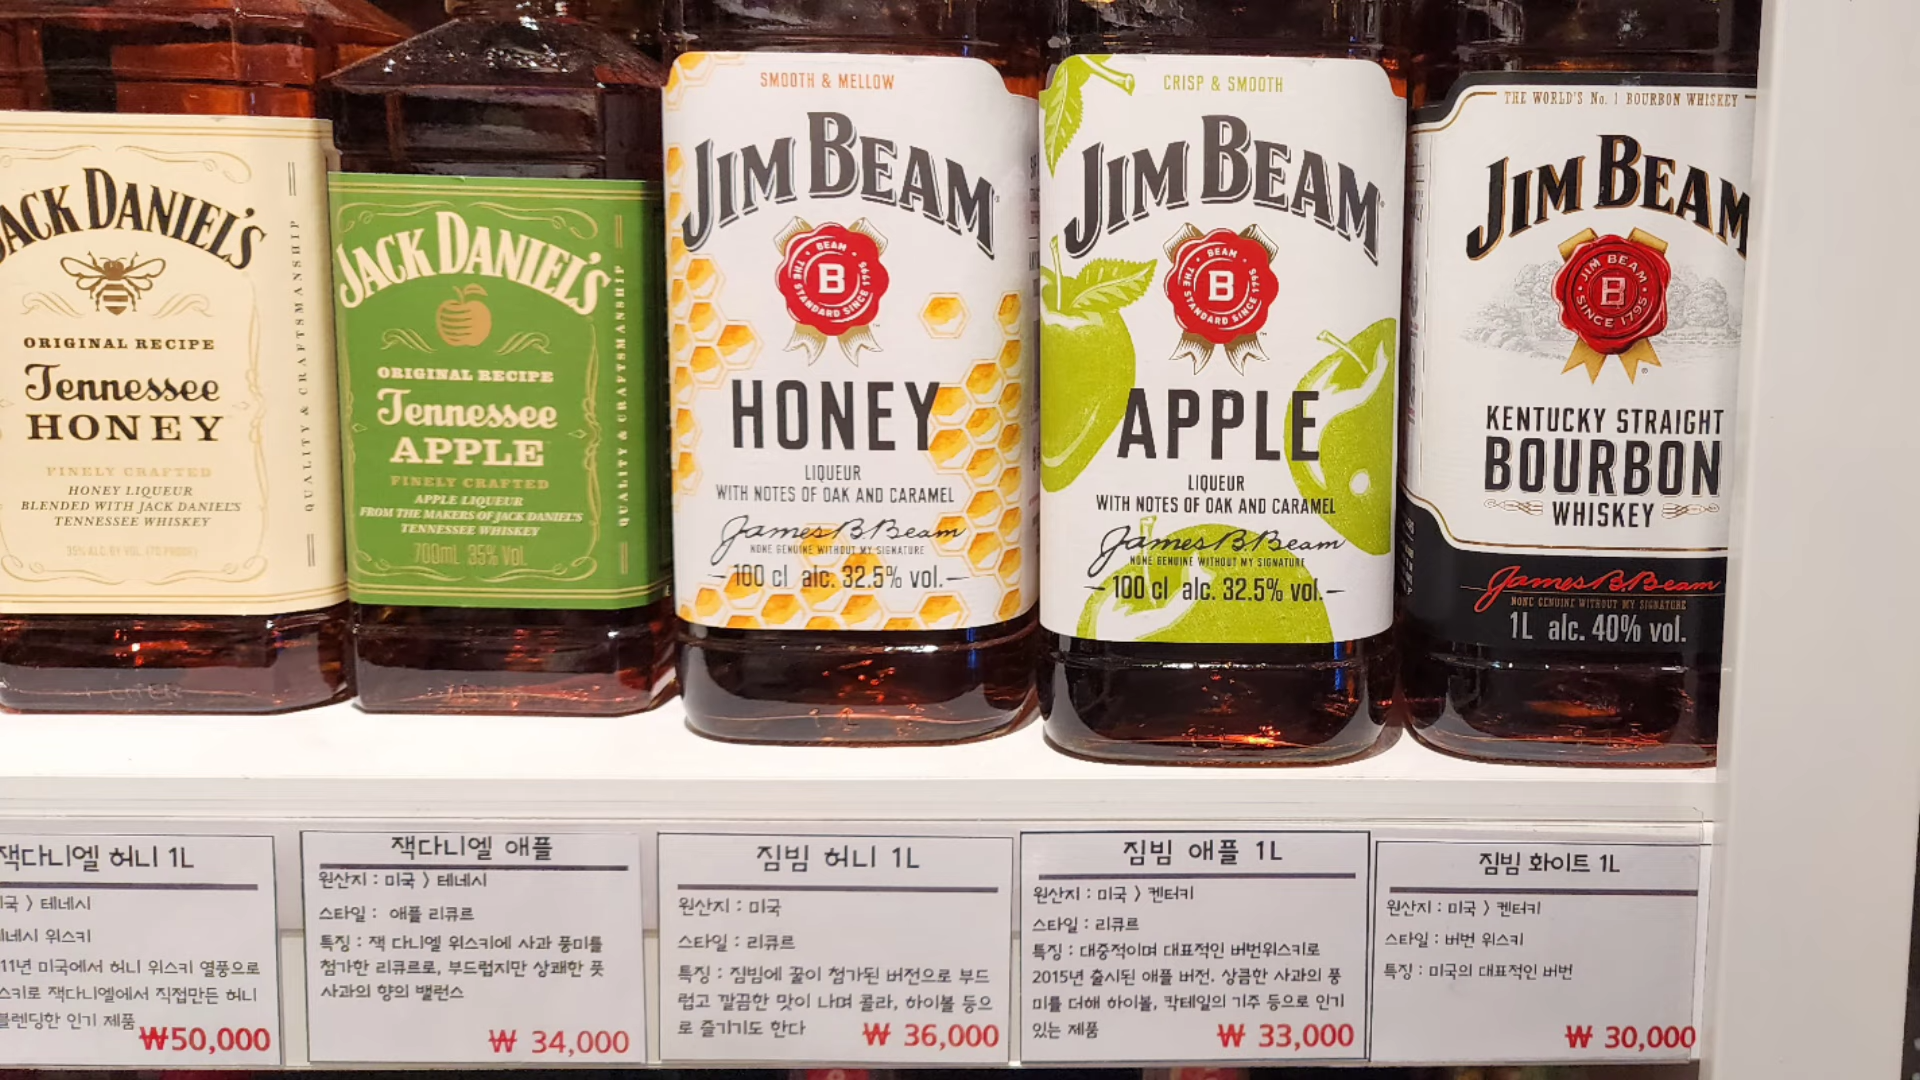 JACK DANIEL'S
ORIGINAL RECIPE
Tennessee
HONEY
FINELY CRAFTED
HONEY LIQUEUR
BLENDED WITH JACK DANIEL'S
TENNESSEE WHISKEY
35% ALC. BY VOL. (70 PROOF)
QUALITY & CRAFTSMANSHIP
JACK DANIEL'S
ORIGINAL RECIPE
Tennessee
APPLE
FINELY CRAFTED
APPLE LIQUEUR
FROM THE MAKERS OF JACK DANIEL'S
TENNESSEE WHISKEY
700mL 35% Vol.
QUALITY & CRAFTSMANSHIP
SMOOTH & MELLOW
JIM BEAM
BEAM
B
THE STANDARD SINCE 1795
HONEY
LIQUEUR
WITH NOTES OF OAK AND CARAMEL
James B. Beam
NONE GENUINE WITHOUT MY SIGNATURE
100 cl alc. 32.5% vol.
CRISP & SMOOTH
JIM BEAM
BEAM
B
THE STANDARD SINCE 1795
APPLE
LIQUEUR
WITH NOTES OF OAK AND CARAMEL
James B. Beam
NONE GENUINE WITHOUT MY SIGNATURE
100 cl alc. 32.5% vol.
THE WORLD'S No. 1 BOURBON WHISKEY
JIM BEAM
JIM BEAM
B
SINCE 1795
KENTUCKY STRAIGHT
BOURBON
WHISKEY
James B. Beam
NONE GENUINE WITHOUT MY SIGNATURE
1L alc. 40% vol.
잭다니엘 허니 1L
국 > 테네시
네시 위스키
11년 미국에서 허니 위스키 열풍으로
스키로 잭다니엘에서 직접만든 허니
블렌딩한 인기 제품
₩50,000
잭다니엘 애플
원산지 : 미국 > 테네시
스타일 : 애플 리큐르
특징 : 잭 다니엘 위스키에 사과 풍미를
첨가한 리큐르로, 부드럽지만 상쾌한 풋
사과의 향의 밸런스
₩ 34,000
짐빔 허니 1L
원산지 : 미국
스타일 : 리큐르
특징 : 짐빔에 꿀이 첨가된 버전으로 부드
럽고 깔끔한 맛이 나며 콜라, 하이볼 등으
로 즐기기도 한다
₩ 36,000
짐빔 애플 1L
원산지 : 미국 > 켄터키
스타일 : 리큐르
특징 : 대중적이며 대표적인 버번위스키로
2015년 출시된 애플 버전. 상큼한 사과의 풍
미를 더해 하이볼, 칵테일의 기주 등으로 인기
있는 제품
₩ 33,000
짐빔 화이트 1L
원산지 : 미국 > 켄터키
스타일 : 버번 위스키
특징 : 미국의 대표적인 버번
₩ 30,000